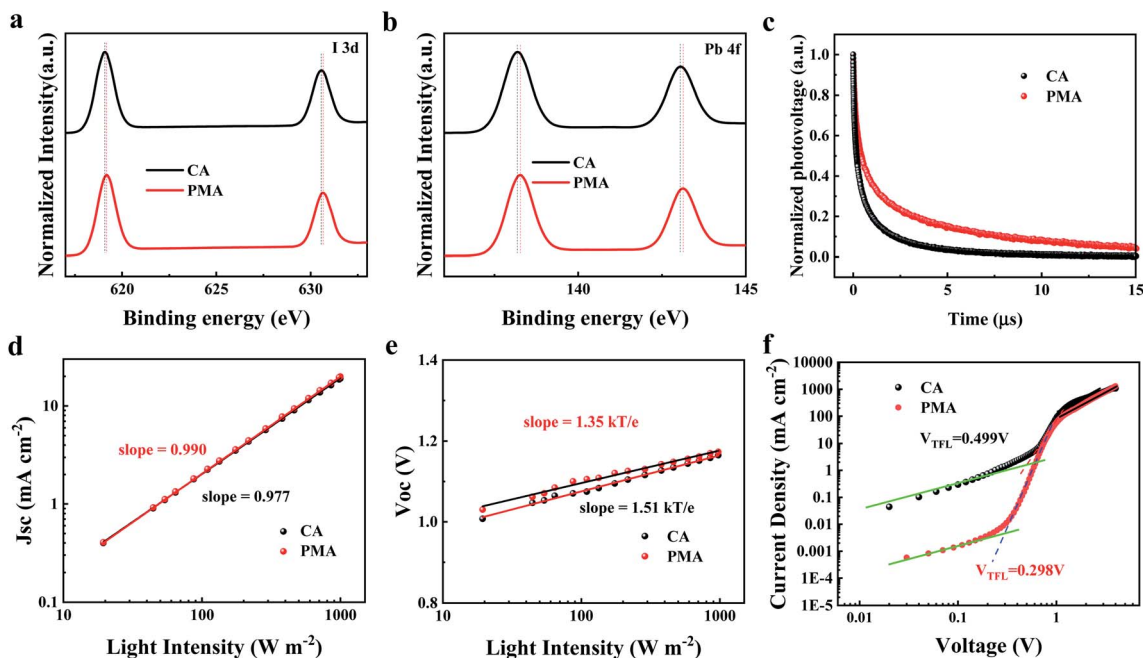 a
I 3d
Normalized Intensity(a.u.)
CA
PMA
620
625
630
Binding energy (eV)
b
Pb 4f
Normalized Intensity(a.u.)
CA
PMA
140
145
Binding energy (eV)
c
Normalized photovoltage (a.u.)
1.0
0.8
0.6
0.4
0.2
0.0
CA
PMA
0
5
10
15
Time (μs)
d
Jsc (mA cm⁻²)
10
1
0.1
slope = 0.990
slope = 0.977
CA
PMA
10
100
1000
Light Intensity (W m⁻²)
e
Voc (V)
1.4
1.2
1.0
0.8
slope = 1.35 kT/e
slope = 1.51 kT/e
CA
PMA
10
100
1000
Light Intensity (W m⁻²)
f
Current Density (mA cm⁻²)
10000
1000
100
10
1
0.1
0.01
0.001
1E-4
1E-5
CA
PMA
V_TFL=0.499V
V_TFL=0.298V
0.01
0.1
1
10
Voltage (V)